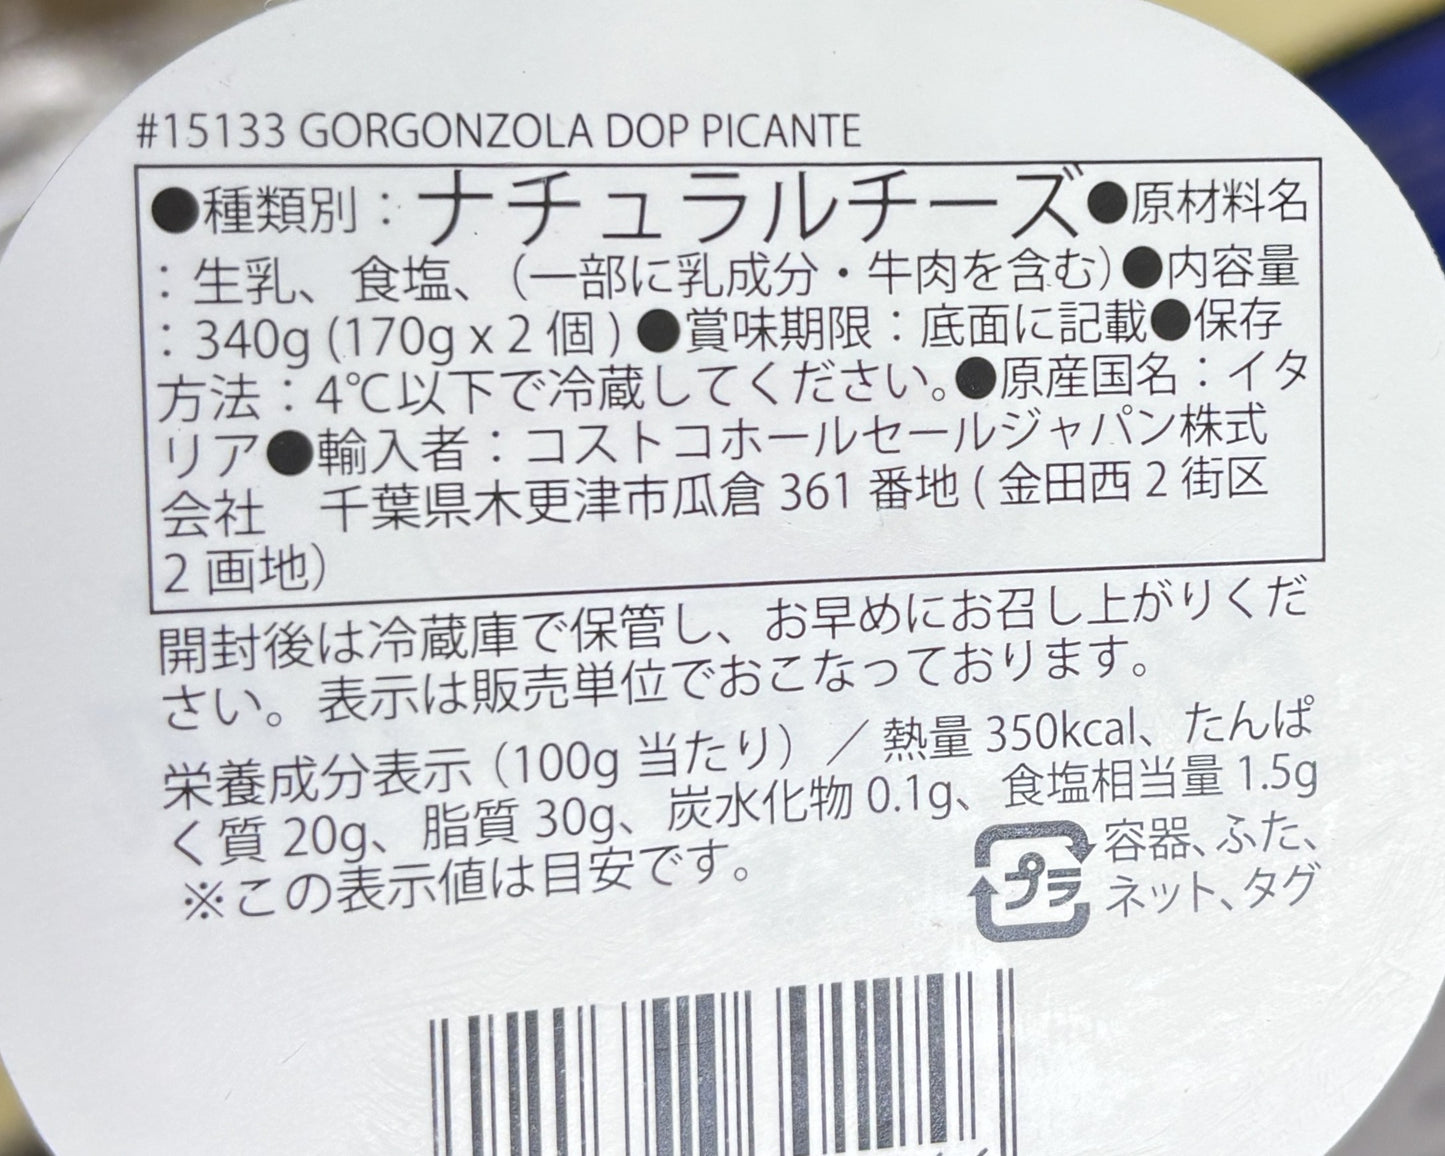 #15133 GORGONZOLA DOP PICANTE
●種類別：ナチュラルチーズ●原材料名
：生乳、食塩、（一部に乳成分・牛肉を含む）●内容量
：340g (170g x 2 個 ) ●賞味期限：底面に記載●保存
方法：4℃以下で冷蔵してください。●原産国名：イタ
リア●輸入者：コストコホールセールジャパン株式
会社　千葉県木更津市瓜倉 361 番地 ( 金田西 2 街区
2 画地）
開封後は冷蔵庫で保管し、お早めにお召し上がりくだ
さい。表示は販売単位でおこなっております。
栄養成分表示（100g 当たり）／ 熱量 350kcal、たんぱ
く質 20g、脂質 30g、炭水化物 0.1g、食塩相当量 1.5g
※この表示値は目安です。
プラ
容器、ふた、
ネット、タグ